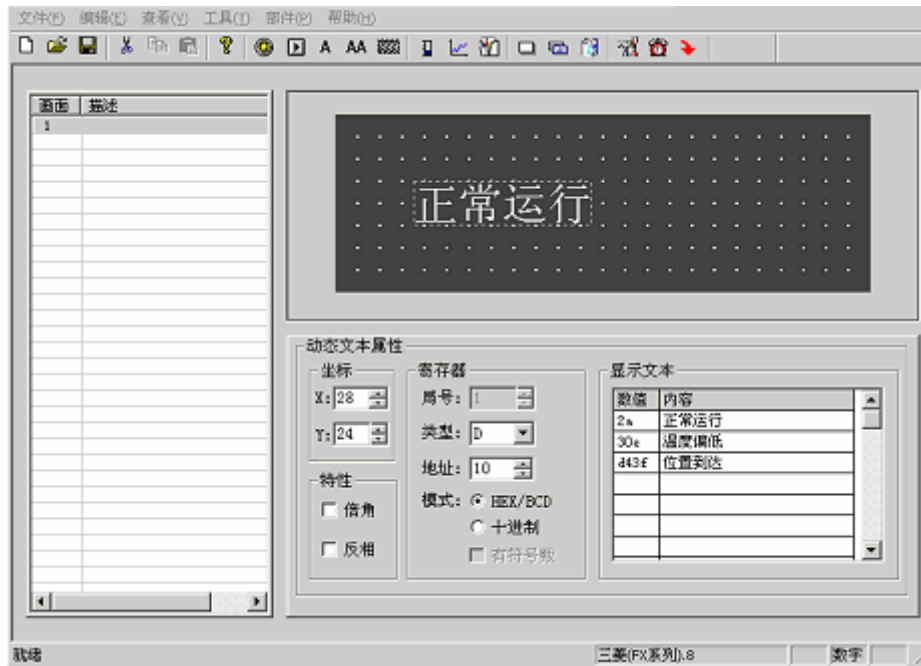 文件(F) 编辑(E) 查看(V) 工具(T) 部件(P) 帮助(H)
A AA
画面 描述
1
正常运行
动态文本属性
坐标 寄存器 显示文本
X: 28 局号: 1 数值 内容
2a 正常运行
Y: 24 类型: D 30e 温度偏低
d43f 位置到达
特性 地址: 10
倍角 模式: HEX/BCD
十进制
反相 有符号数
就绪 三菱(FX系列).8 数字